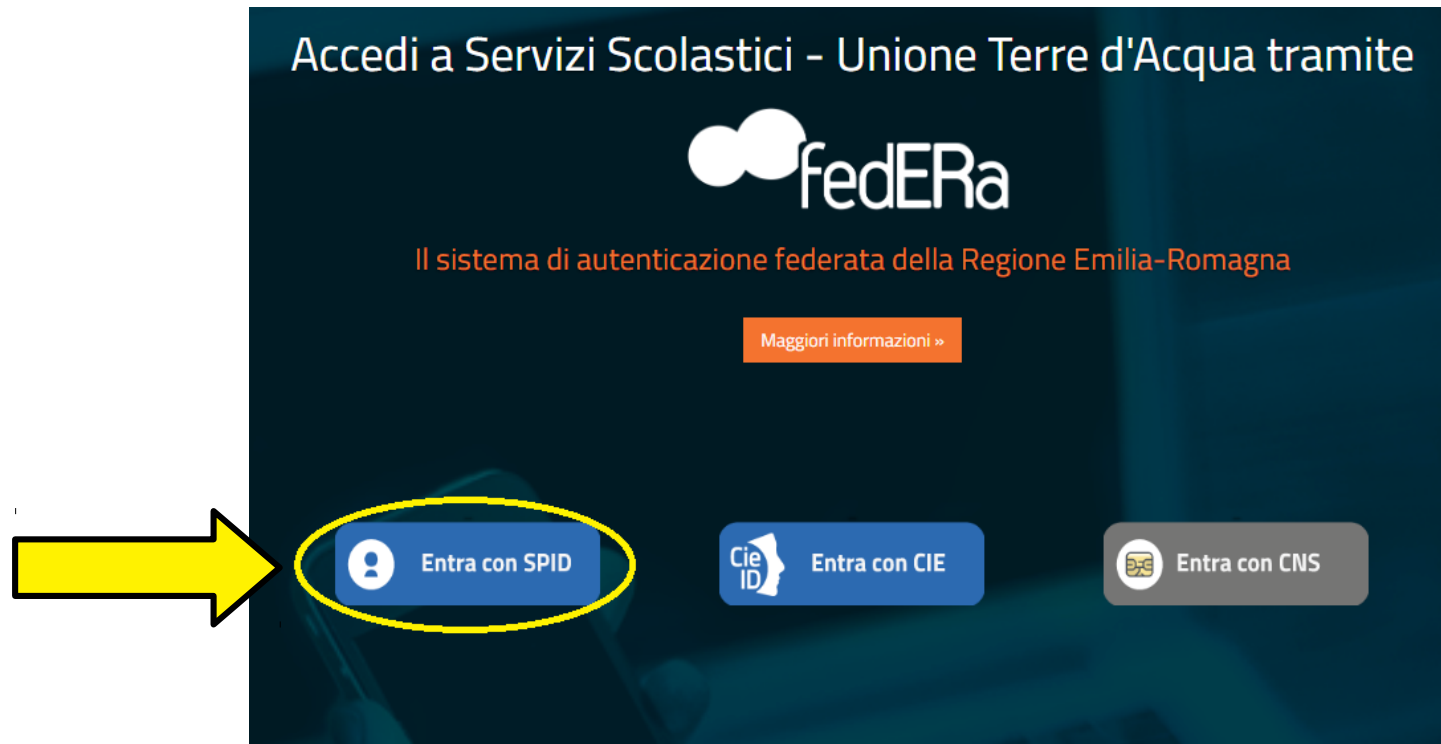 Accedi a Servizi Scolastici - Unione Terre d'Acqua tramite
fedERa
Il sistema di autenticazione federata della Regione Emilia-Romagna
Maggiori informazioni »
Entra con SPID
Cie
ID
Entra con CIE
Entra con CNS